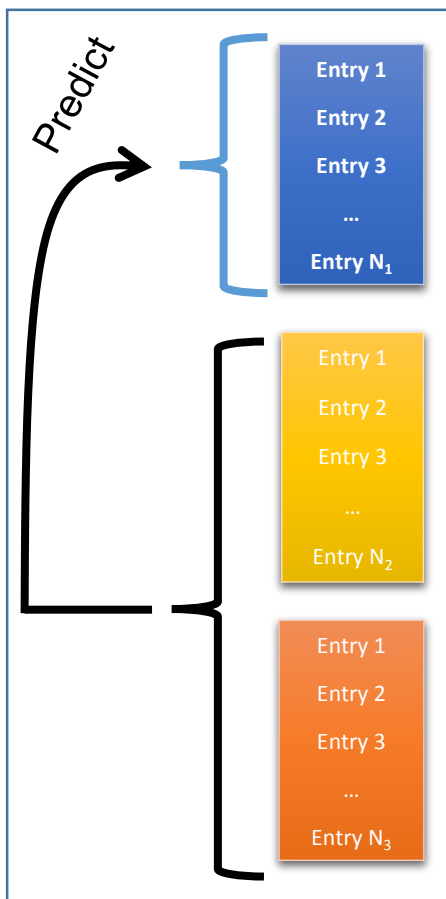 Predict
Entry 1
Entry 2
Entry 3
...
Entry N₁
Entry 1
Entry 2
Entry 3
...
Entry N₂
Entry 1
Entry 2
Entry 3
...
Entry N₃